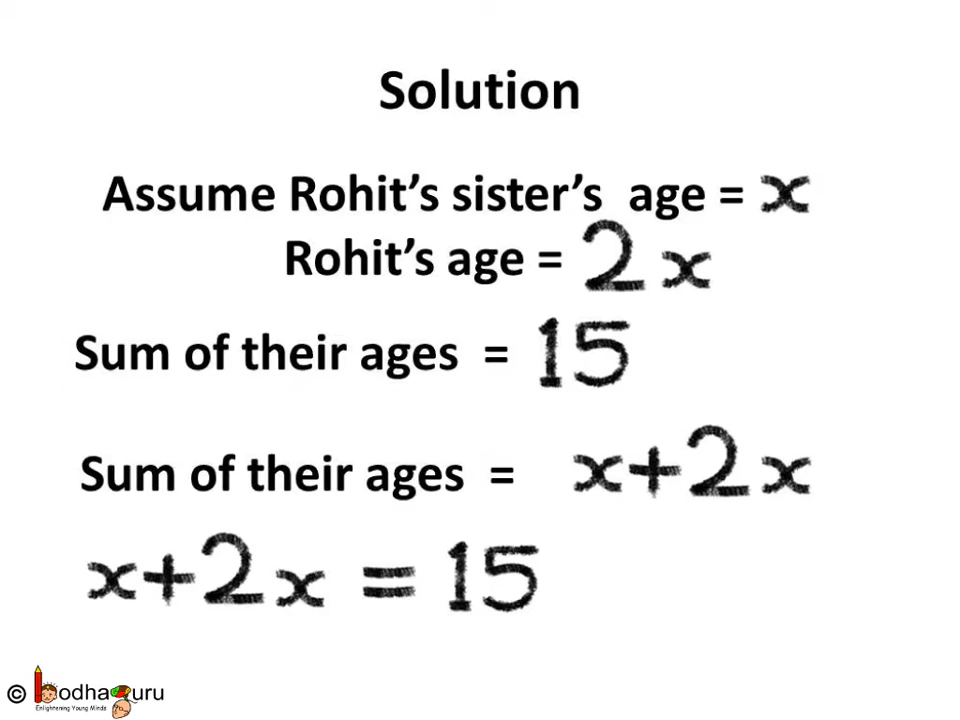 Solution
Assume Rohit's sister's age = x
Rohit's age = 2x
Sum of their ages = 15
Sum of their ages = x+2x
x+2x = 15
© BodhaGuru
Enlightening Young Minds